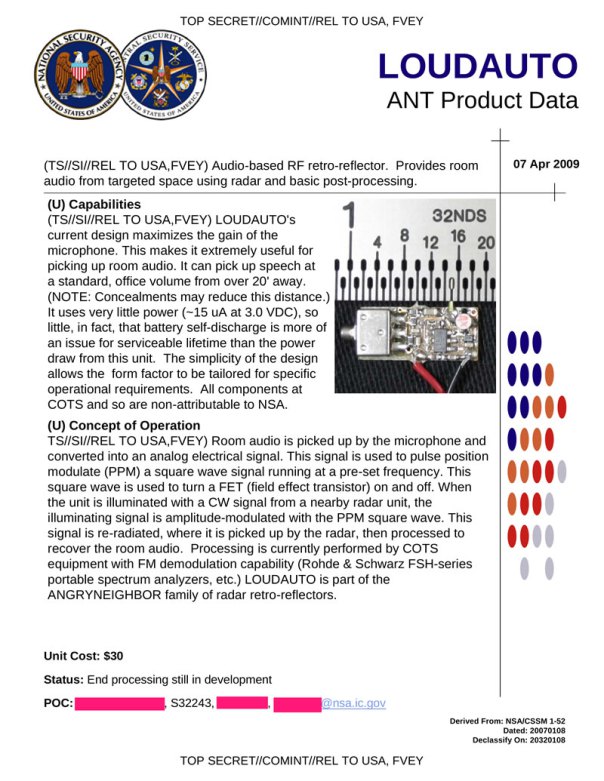 TOP SECRET//COMINT//REL TO USA, FVEY
NATIONAL SECURITY AGENCY
UNITED STATES OF AMERICA
CENTRAL SECURITY SERVICE
UNITED STATES OF AMERICA
LOUDAUTO
ANT Product Data
(TS//SI//REL TO USA,FVEY) Audio-based RF retro-reflector. Provides room
audio from targeted space using radar and basic post-processing.
07 Apr 2009
(U) Capabilities
(TS//SI//REL TO USA,FVEY) LOUDAUTO's
current design maximizes the gain of the
microphone. This makes it extremely useful for
picking up room audio. It can pick up speech at
a standard, office volume from over 20' away.
(NOTE: Concealments may reduce this distance.)
It uses very little power (~15 uA at 3.0 VDC), so
little, in fact, that battery self-discharge is more of
an issue for serviceable lifetime than the power
draw from this unit. The simplicity of the design
allows the form factor to be tailored for specific
operational requirements. All components at
COTS and so are non-attributable to NSA.
1 32NDS
4 8 12 16 20
(U) Concept of Operation
TS//SI//REL TO USA,FVEY) Room audio is picked up by the microphone and
converted into an analog electrical signal. This signal is used to pulse position
modulate (PPM) a square wave signal running at a pre-set frequency. This
square wave is used to turn a FET (field effect transistor) on and off. When
the unit is illuminated with a CW signal from a nearby radar unit, the
illuminating signal is amplitude-modulated with the PPM square wave. This
signal is re-radiated, where it is picked up by the radar, then processed to
recover the room audio. Processing is currently performed by COTS
equipment with FM demodulation capability (Rohde & Schwarz FSH-series
portable spectrum analyzers, etc.) LOUDAUTO is part of the
ANGRYNEIGHBOR family of radar retro-reflectors.
Unit Cost: $30
Status: End processing still in development
POC: , S32243, , @nsa.ic.gov
Derived From: NSA/CSSM 1-52
Dated: 20070108
Declassify On: 20320108
TOP SECRET//COMINT//REL TO USA, FVEY